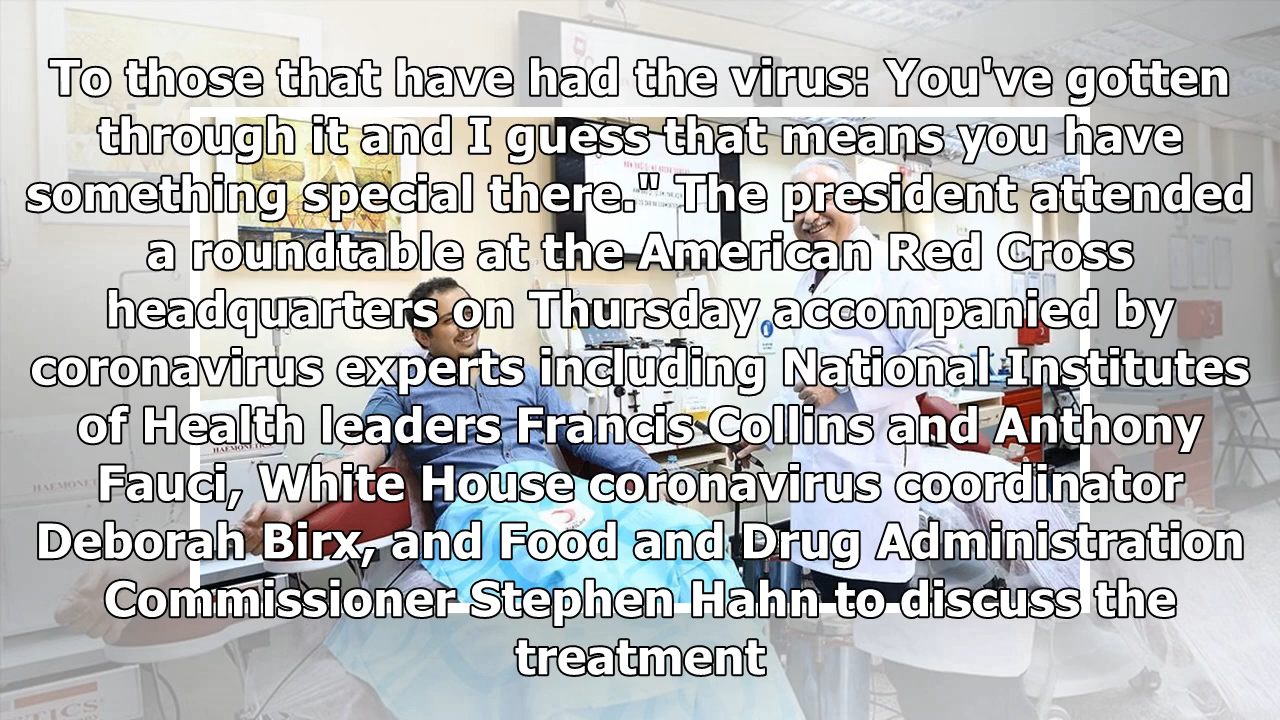 To those that have had the virus: You've gotten
through it and I guess that means you have
something special there." The president attended
a roundtable at the American Red Cross
headquarters on Thursday accompanied by
coronavirus experts including National Institutes
of Health leaders Francis Collins and Anthony
Fauci, White House coronavirus coordinator
Deborah Birx, and Food and Drug Administration
Commissioner Stephen Hahn to discuss the
treatment
HAEMONETICS